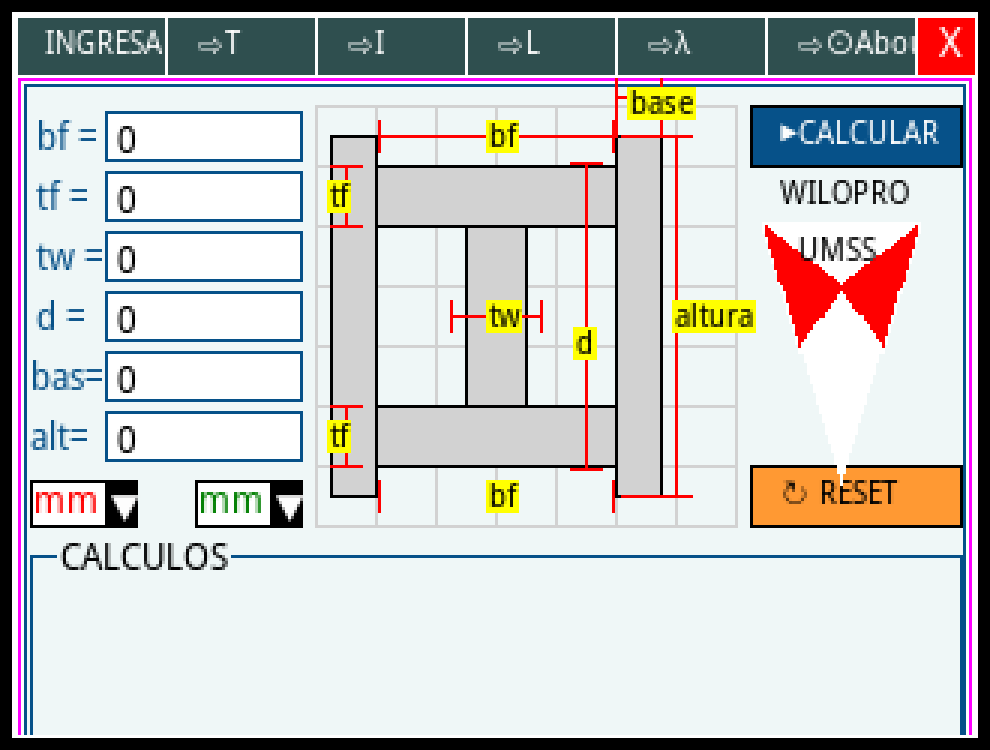 INGRESA ⇨T ⇨I ⇨L ⇨λ ⇨⊙Abo X
bf = 0
tf = 0
tw = 0
d = 0
bas= 0
alt= 0
mm mm
base
bf
tf
tw
d
altura
tf
bf
►CALCULAR
WILOPRO
UMSS
↻ RESET
CALCULOS